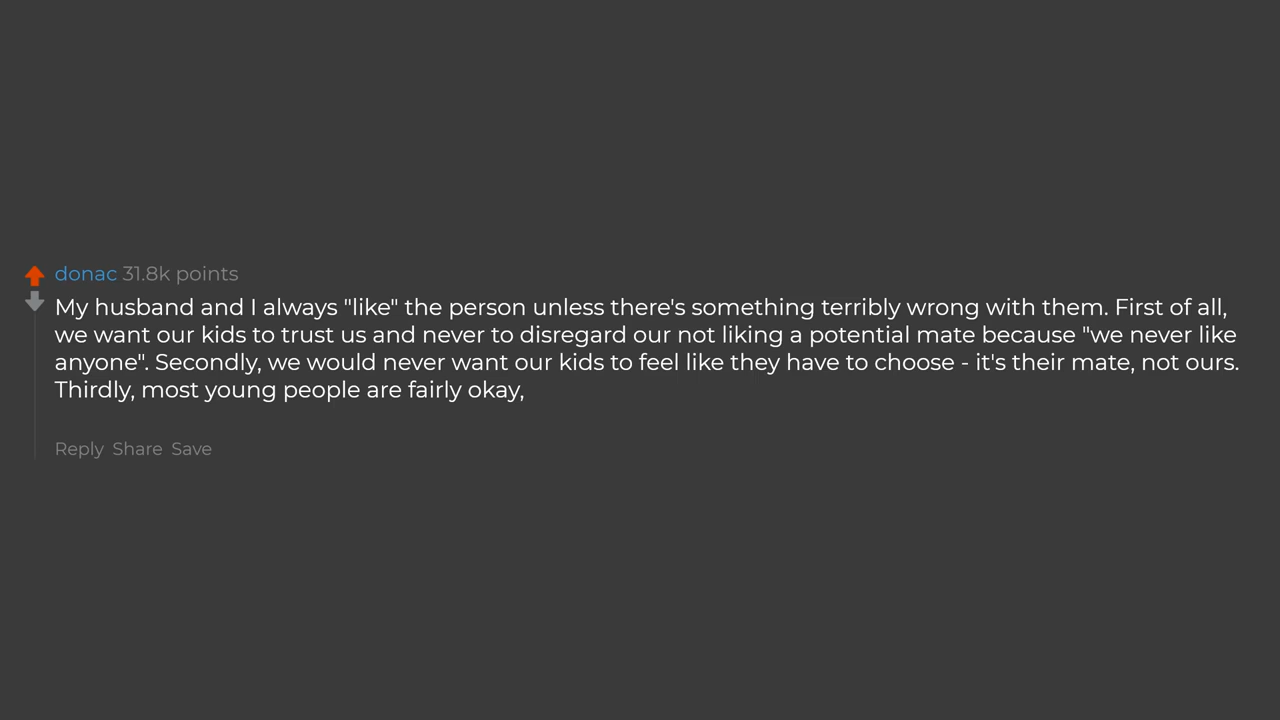 donac 31.8k points
My husband and I always "like" the person unless there's something terribly wrong with them. First of all,
we want our kids to trust us and never to disregard our not liking a potential mate because "we never like
anyone". Secondly, we would never want our kids to feel like they have to choose - it's their mate, not ours.
Thirdly, most young people are fairly okay,
Reply Share Save